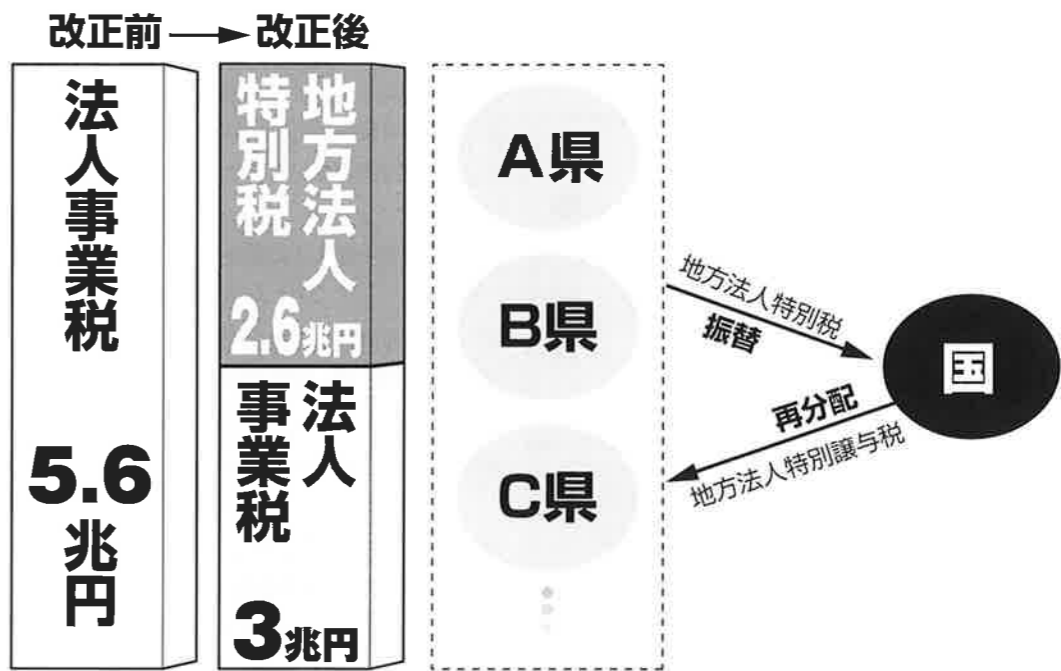 改正前 → 改正後
法人事業税
5.6
兆円
地方法人
特別税
2.6兆円
法人
事業税
3兆円
A県
B県
C県
地方法人特別税
振替
国
再分配
地方法人特別譲与税